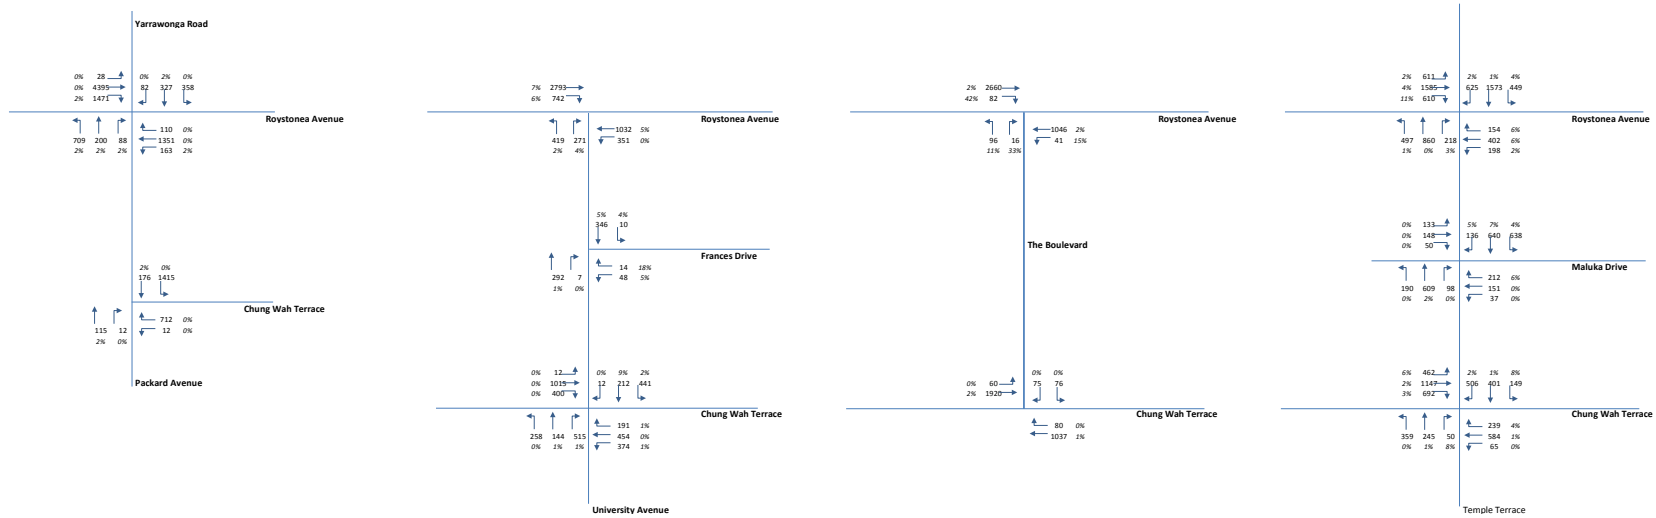 Yarrawonga Road
0% 28 0% 2% 0%
0% 4395 82 327 358
2% 1471
Roystonea Avenue
110 0%
709 200 88 1351 0%
2% 2% 2% 163 2%
2% 0%
176 1415
Chung Wah Terrace
712 0%
115 12 12 0%
2% 0%
Packard Avenue
7% 2793
6% 742
Roystonea Avenue
1032 5%
419 271 351 0%
2% 4%
5% 4%
346 10
Frances Drive
14 18%
292 7 48 5%
1% 0%
0% 12 0% 9% 2%
0% 1015 12 212 441
0% 400
Chung Wah Terrace
191 1%
258 144 515 454 0%
0% 1% 1% 374 1%
University Avenue
2% 2660
42% 82
Roystonea Avenue
1046 2%
96 16 41 15%
11% 33%
The Boulevard
0% 0%
0% 60 75 76
2% 1920
Chung Wah Terrace
80 0%
1037 1%
2% 611 2% 1% 4%
4% 1585 625 1573 449
11% 610
Roystonea Avenue
154 6%
497 860 218 402 6%
1% 0% 3% 198 2%
0% 133 5% 7% 4%
0% 148 136 640 638
0% 50
Maluka Drive
212 6%
190 609 98 151 0%
0% 2% 0% 37 0%
6% 462 2% 1% 8%
2% 1147 506 401 149
3% 692
Chung Wah Terrace
239 4%
359 245 50 584 1%
0% 1% 8% 65 0%
Temple Terrace